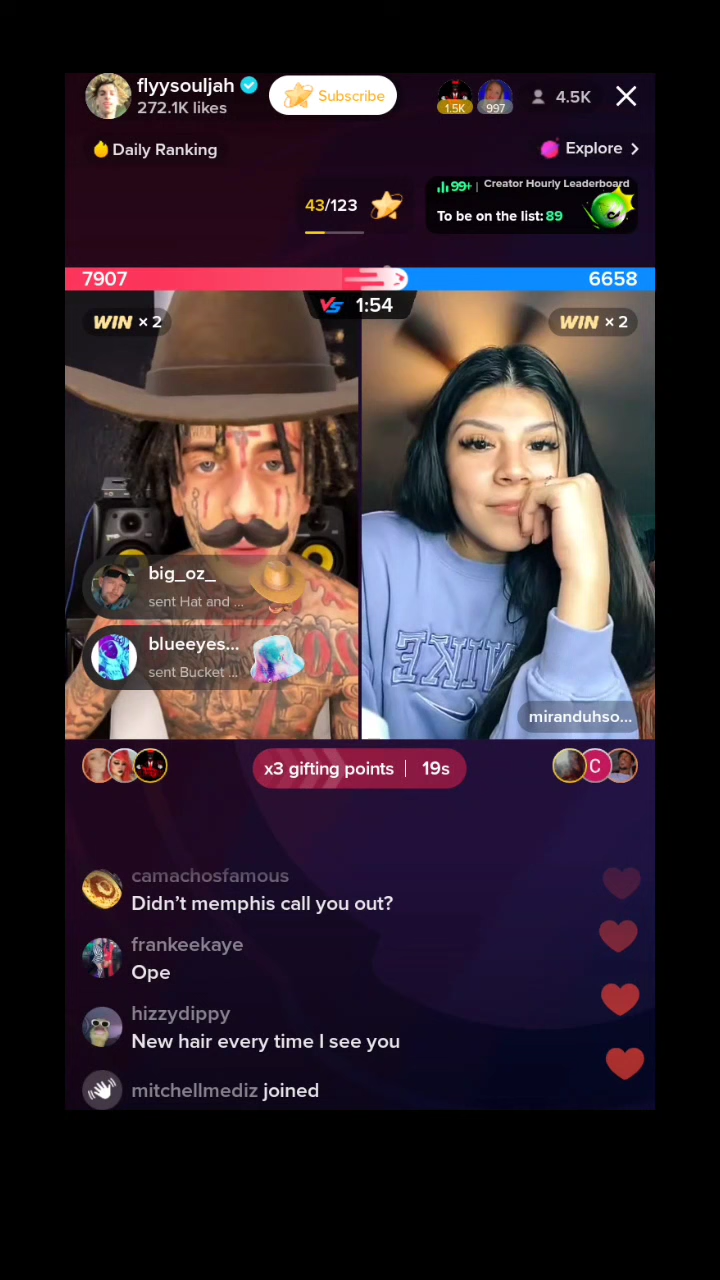 flyysouljah
272.1K likes
Subscribe
1.5K
997
4.5K
Daily Ranking
Explore
43/123
99+ | Creator Hourly Leaderboard
To be on the list: 89
7907
6658
VS 1:54
WIN × 2
WIN × 2
big_oz_
sent Hat and ...
blueeyes...
sent Bucket ...
NIKE
miranduhso...
x3 gifting points | 19s
C
camachosfamous
Didn’t memphis call you out?
frankeekaye
Ope
hizzydippy
New hair every time I see you
mitchellmediz joined